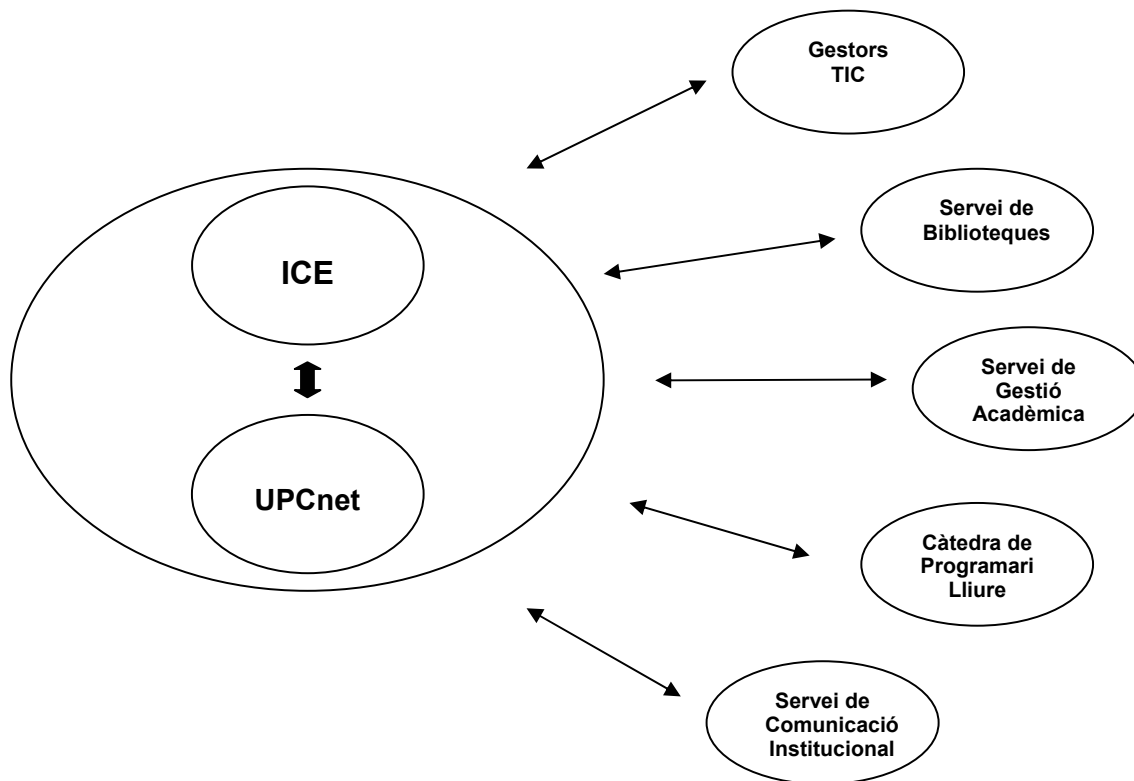 Gestors
TIC
Servei de
Biblioteques
ICE
Servei de
Gestió
Acadèmica
UPCnet
Càtedra de
Programari
Lliure
Servei de
Comunicació
Institucional